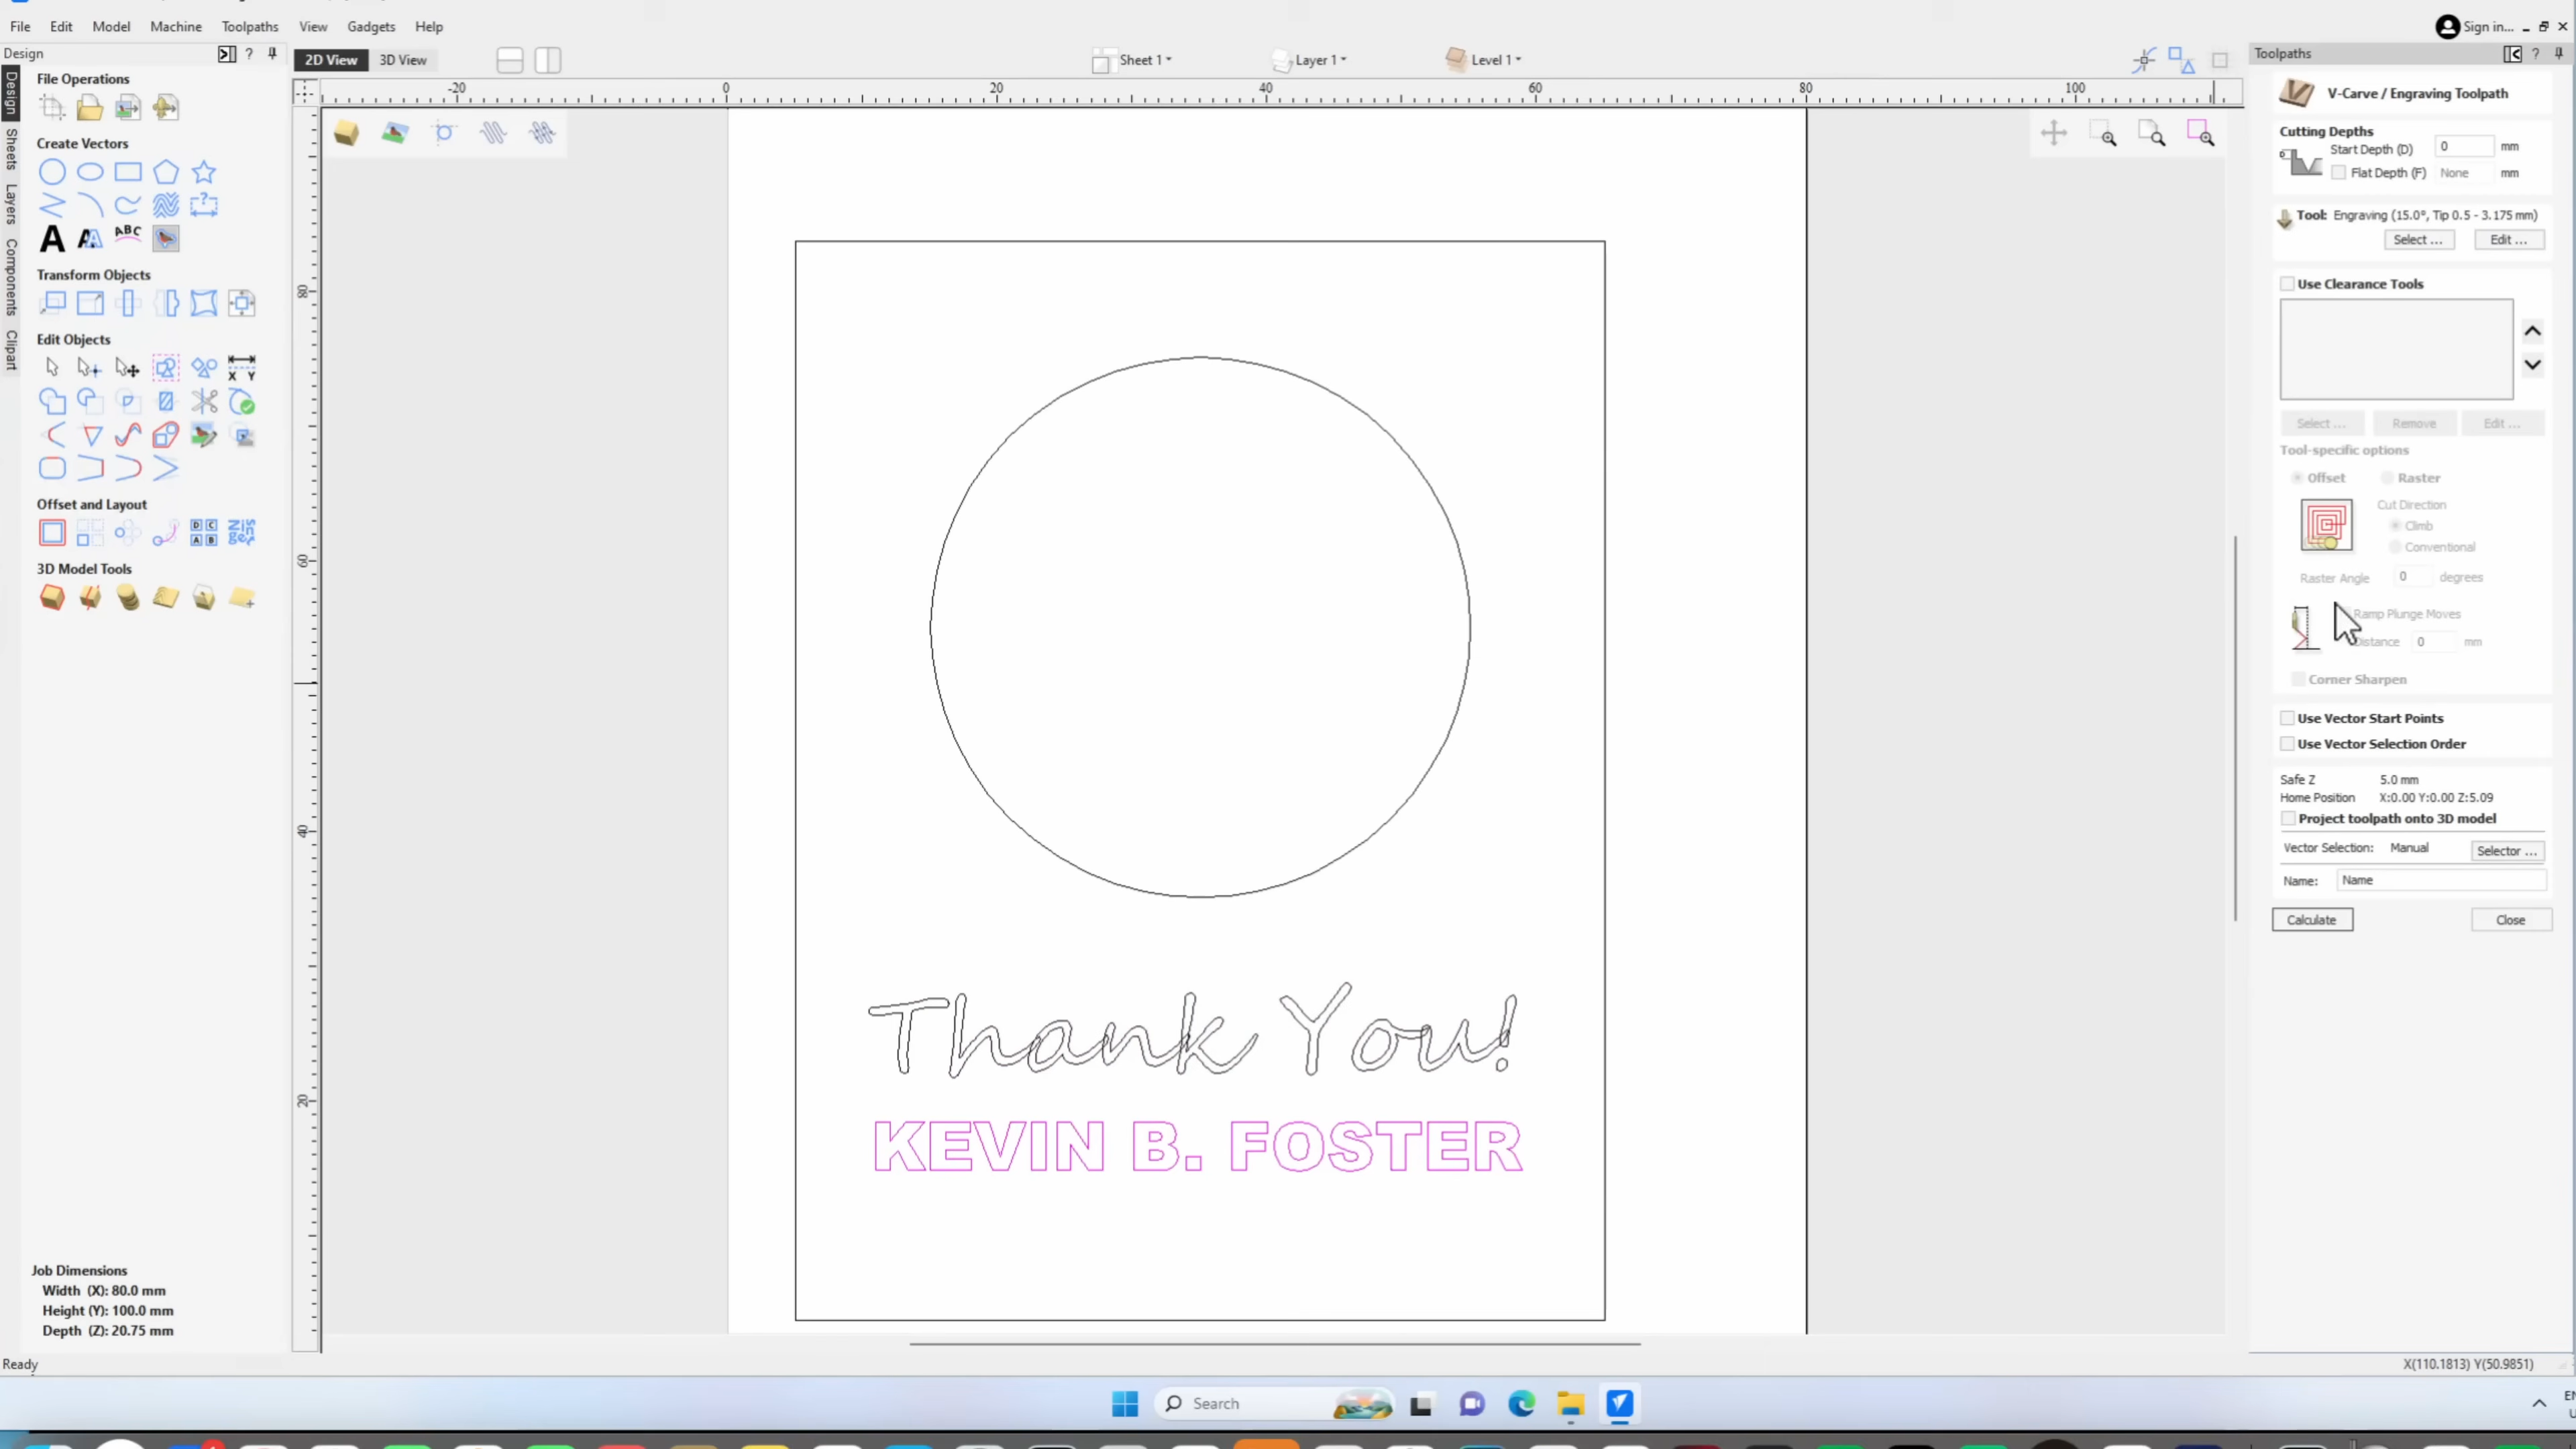 File Edit Model Machine Toolpaths View Gadgets Help
Sign in...
Design
2D View 3D View
Sheet 1
Layer 1
Level 1
Toolpaths
Design
Sheets
Layers
Components
Clipart
File Operations
Create Vectors
A
ABC
Transform Objects
Edit Objects
X Y
Offset and Layout
3D Model Tools
Job Dimensions
Width (X): 80.0 mm
Height (Y): 100.0 mm
Depth (Z): 20.75 mm
Ready
-20 0 20 40 60 80 100
80
60
40
20
Thank You!
KEVIN B. FOSTER
V-Carve / Engraving Toolpath
Cutting Depths
Start Depth (D) 0 mm
Flat Depth (F) None mm
Tool: Engraving (15.0°, Tip 0.5 - 3.175 mm)
Select ... Edit ...
Use Clearance Tools
Select ... Remove Edit ...
Tool-specific options
Offset Raster
Cut Direction
Climb
Conventional
Raster Angle 0 degrees
Ramp Plunge Moves
Distance 0 mm
Corner Sharpen
Use Vector Start Points
Use Vector Selection Order
Safe Z 5.0 mm
Home Position X:0.00 Y:0.00 Z:5.09
Project toolpath onto 3D model
Vector Selection: Manual Selector ...
Name: Name
Calculate Close
X(110.1813) Y(50.9851)
Search